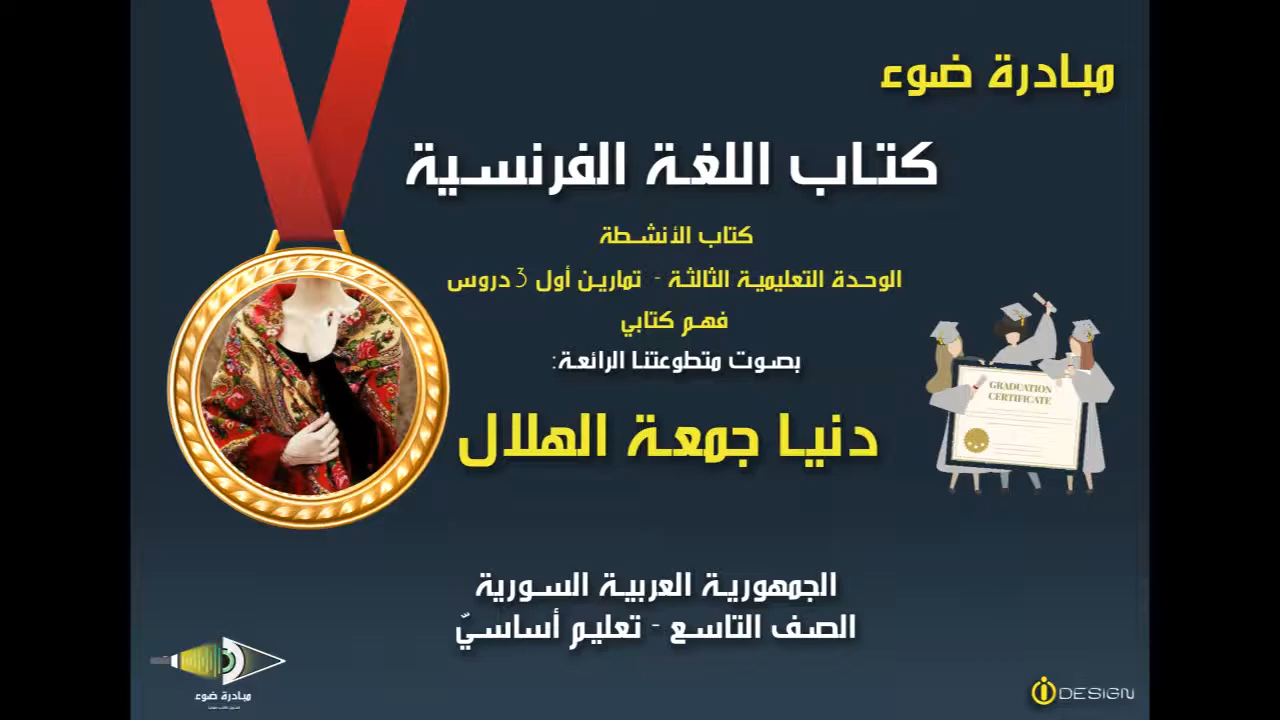 مبادرة ضوء
كتاب اللغة الفرنسية
كتاب الأنشطة
الوحدة التعليمية الثالثة - تمارين أول 3 دروس
فهم كتابي
بصوت متطوعتنا الرائعة:
دنيا جمعة الهلال
GRADUATION
CERTIFICATE
الجمهورية العربية السورية
الصف التاسع - تعليم أساسيّ
مبادرة ضوء
DESIGN